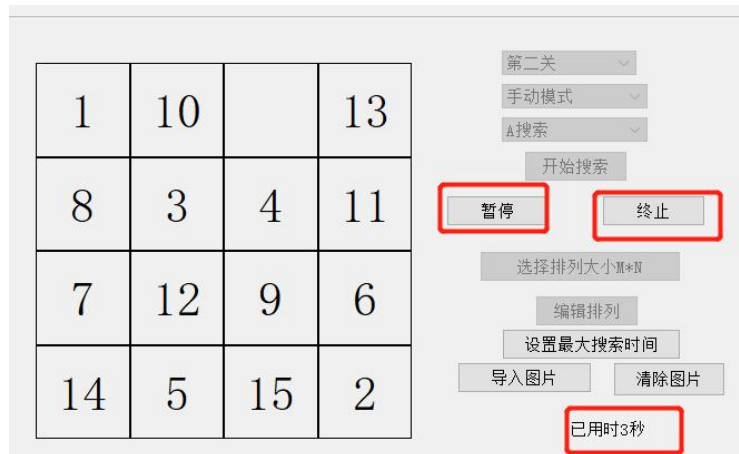 1 10 13
8 3 4 11
7 12 9 6
14 5 15 2
第二关
手动模式
A搜索
开始搜索
暂停 终止
选择排列大小M*N
编辑排列
设置最大搜索时间
导入图片 清除图片
已用时3秒